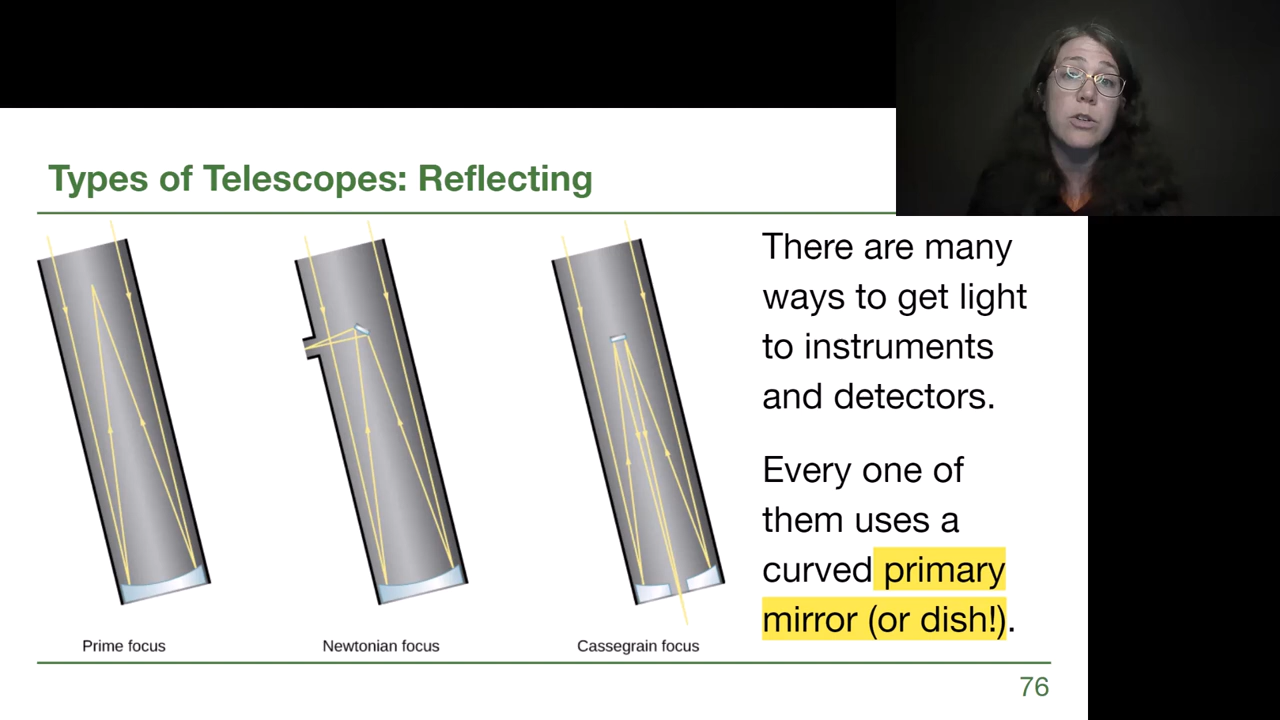 Types of Telescopes: Reflecting
There are many
ways to get light
to instruments
and detectors.
Every one of
them uses a
curved primary
mirror (or dish!).
Prime focus
Newtonian focus
Cassegrain focus
76